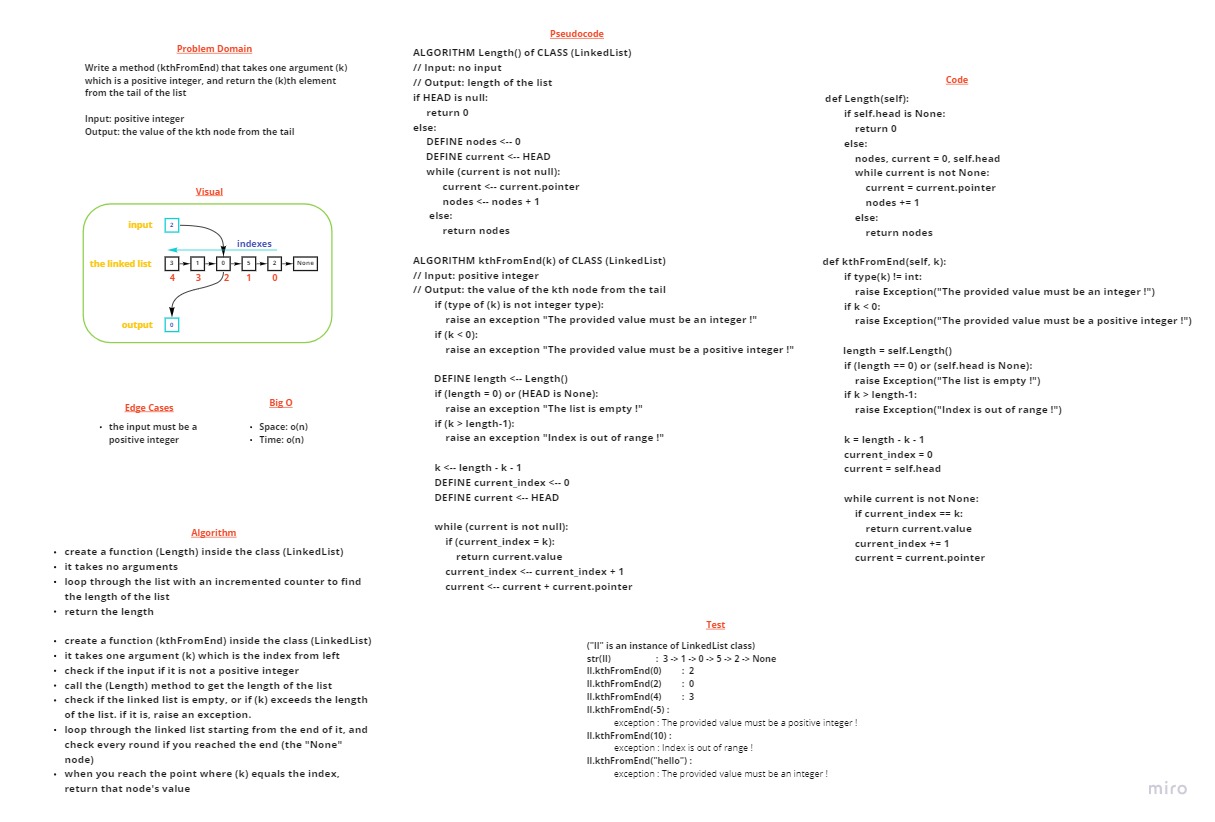 Problem Domain
Write a method (kthFromEnd) that takes one argument (k)
which is a positive integer, and return the (k)th element
from the tail of the list
Input: positive integer
Output: the value of the kth node from the tail
Visual
input
2
indexes
the linked list
3 1 0 5 2 None
4 3 2 1 0
output
0
Edge Cases
• the input must be a
positive integer
Big O
• Space: o(n)
• Time: o(n)
Algorithm
• create a function (Length) inside the class (LinkedList)
• it takes no arguments
• loop through the list with an incremented counter to find
the length of the list
• return the length
• create a function (kthFromEnd) inside the class (LinkedList)
• it takes one argument (k) which is the index from left
• check if the input if it is not a positive integer
• call the (Length) method to get the length of the list
• check if the linked list is empty, or if (k) exceeds the length
of the list. if it is, raise an exception.
• loop through the linked list starting from the end of it, and
check every round if you reached the end (the "None"
node)
• when you reach the point where (k) equals the index,
return that node's value
Pseudocode
ALGORITHM Length() of CLASS (LinkedList)
// Input: no input
// Output: length of the list
if HEAD is null:
return 0
else:
DEFINE nodes <-- 0
DEFINE current <-- HEAD
while (current is not null):
current <-- current.pointer
nodes <-- nodes + 1
else:
return nodes
ALGORITHM kthFromEnd(k) of CLASS (LinkedList)
// Input: positive integer
// Output: the value of the kth node from the tail
if (type of (k) is not integer type):
raise an exception "The provided value must be an integer !"
if (k < 0):
raise an exception "The provided value must be a positive integer !"
DEFINE length <-- Length()
if (length = 0) or (HEAD is None):
raise an exception "The list is empty !"
if (k > length-1):
raise an exception "Index is out of range !"
k <-- length - k - 1
DEFINE current_index <-- 0
DEFINE current <-- HEAD
while (current is not null):
if (current_index = k):
return current.value
current_index <-- current_index + 1
current <-- current + current.pointer
Code
def Length(self):
if self.head is None:
return 0
else:
nodes, current = 0, self.head
while current is not None:
current = current.pointer
nodes += 1
else:
return nodes
def kthFromEnd(self, k):
if type(k) != int:
raise Exception("The provided value must be an integer !")
if k < 0:
raise Exception("The provided value must be a positive integer !")
length = self.Length()
if (length == 0) or (self.head is None):
raise Exception("The list is empty !")
if k > length-1:
raise Exception("Index is out of range !")
k = length - k - 1
current_index = 0
current = self.head
while current is not None:
if current_index == k:
return current.value
current_index += 1
current = current.pointer
Test
("ll" is an instance of LinkedList class)
str(ll) : 3 -> 1 -> 0 -> 5 -> 2 -> None
ll.kthFromEnd(0) : 2
ll.kthFromEnd(2) : 0
ll.kthFromEnd(4) : 3
ll.kthFromEnd(-5) :
exception : The provided value must be a positive integer !
ll.kthFromEnd(10) :
exception : Index is out of range !
ll.kthFromEnd("hello") :
exception : The provided value must be an integer !
miro